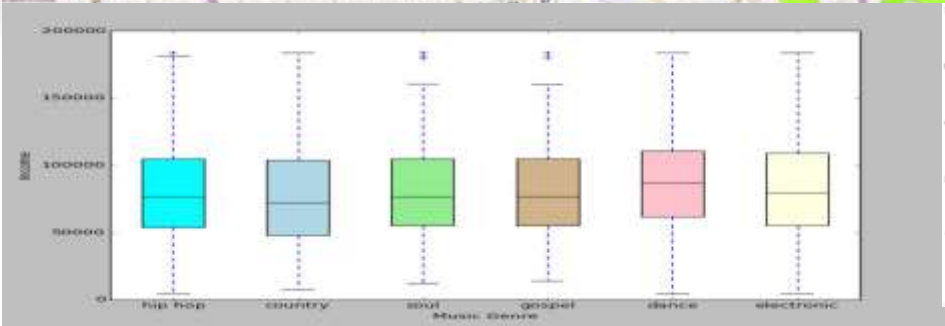 200000
150000
100000
50000
0
Income
hip hop country soul gospel dance electronic
Music Genre